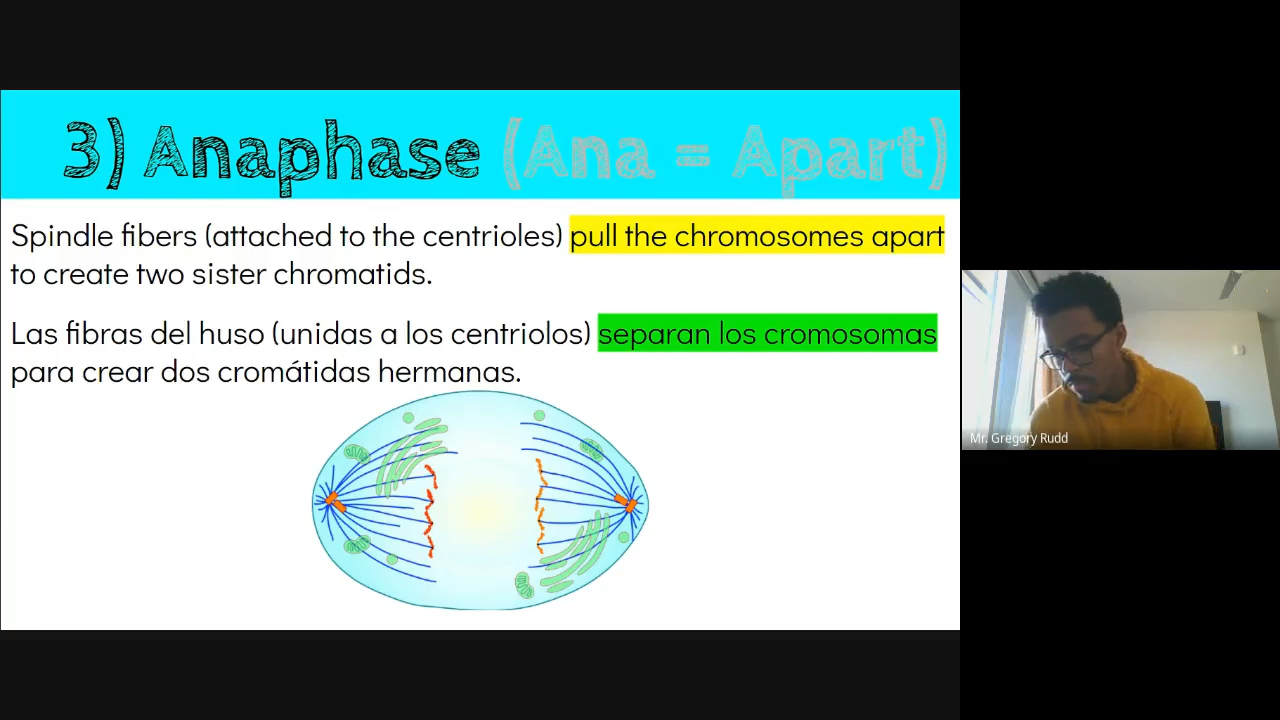 3) Anaphase (Ana = Apart)
Spindle fibers (attached to the centrioles) pull the chromosomes apart
to create two sister chromatids.
Las fibras del huso (unidas a los centriolos) separan los cromosomas
para crear dos cromátidas hermanas.
Mr. Gregory Rudd